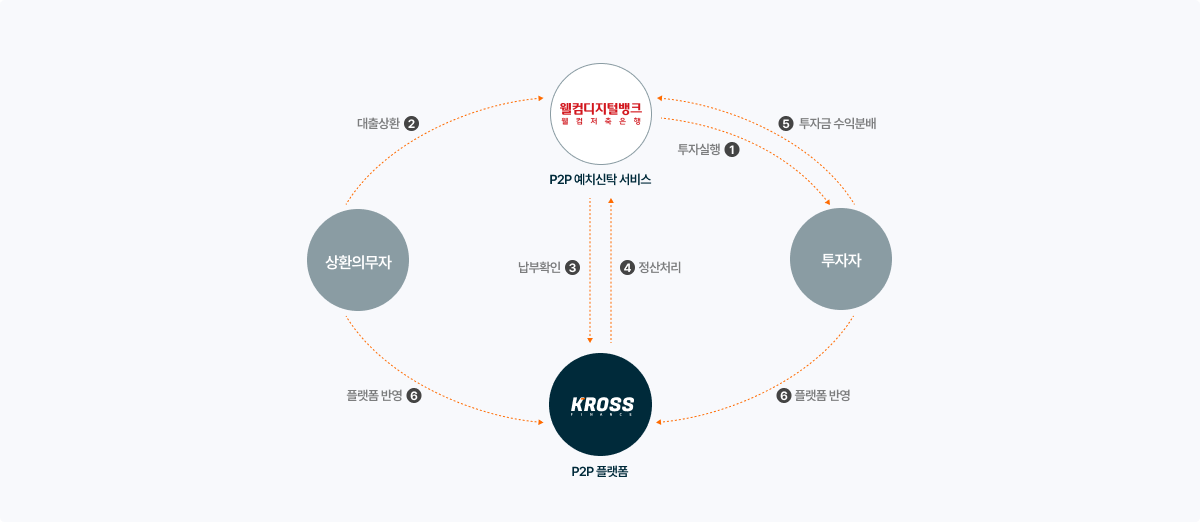 웰컴디지털뱅크
웰컴저축은행
P2P 예치신탁 서비스
대출상환 2
5 투자금 수익분배
투자실행 1
상환의무자
투자자
납부확인 3
4 정산처리
플랫폼 반영 6
6 플랫폼 반영
KROSS
FINANCE
P2P 플랫폼